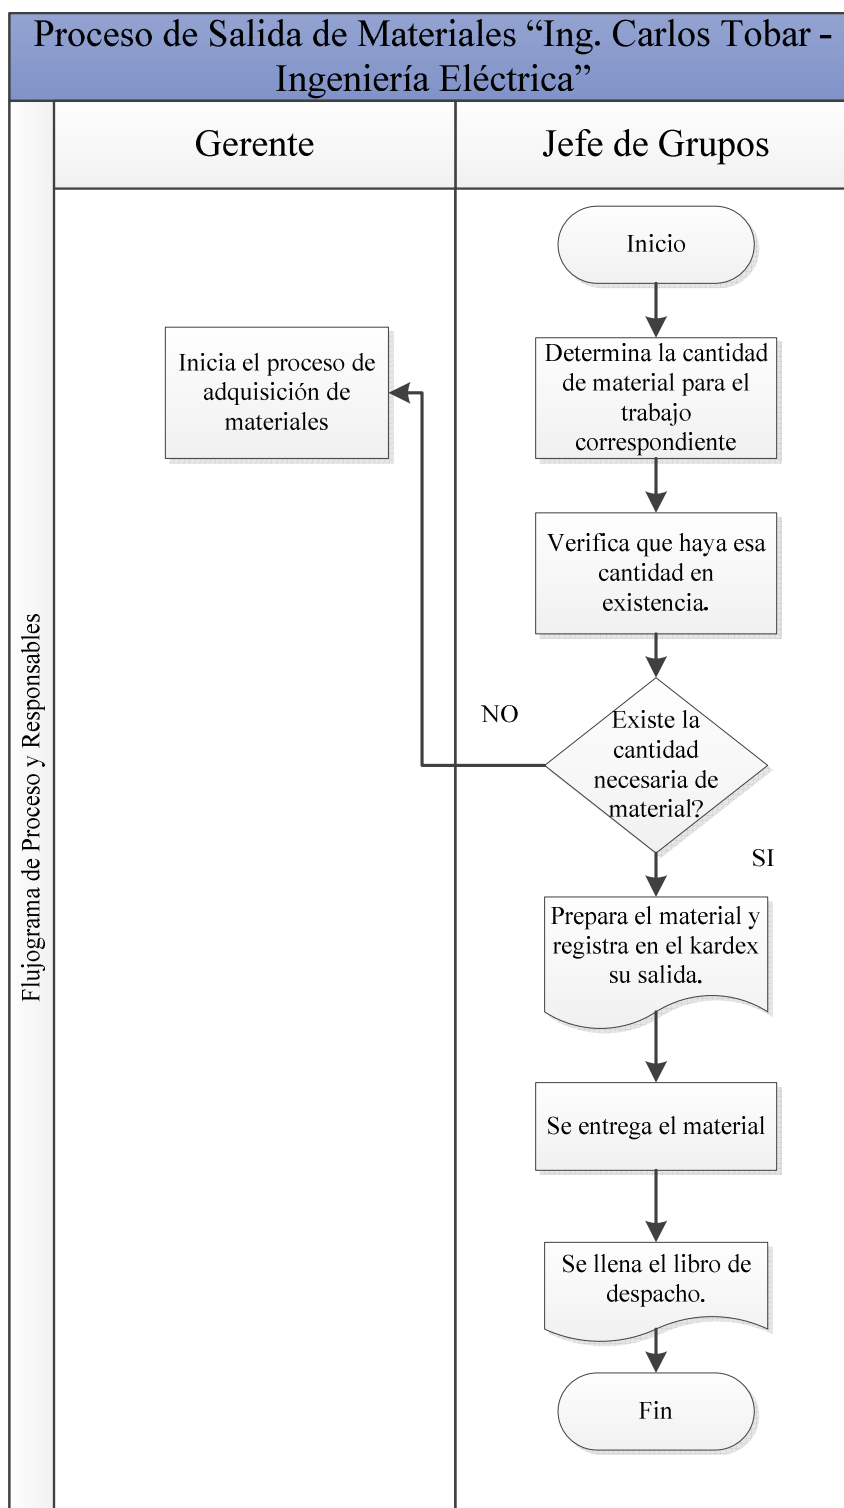 Proceso de Salida de Materiales “Ing. Carlos Tobar -
Ingeniería Eléctrica”
Gerente
Jefe de Grupos
Flujograma de Proceso y Responsables
Inicio
Determina la cantidad
de material para el
trabajo
correspondiente
Inicia el proceso de
adquisición de
materiales
Verifica que haya esa
cantidad en
existencia.
NO
Existe la
cantidad
necesaria de
material?
SI
Prepara el material y
registra en el kardex
su salida.
Se entrega el material
Se llena el libro de
despacho.
Fin